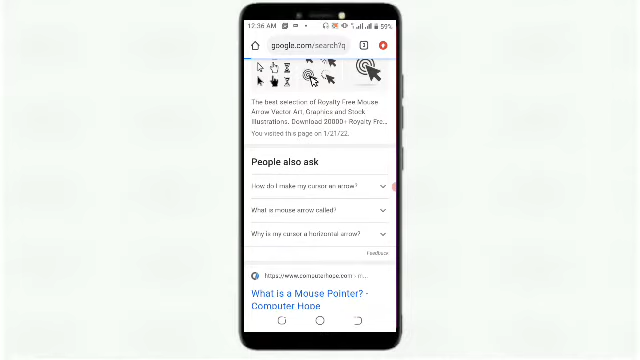 12:36 AM 59%
google.com/search?q 3
The best selection of Royalty Free Mouse
Arrow Vector Art, Graphics and Stock
Illustrations. Download 20000+ Royalty Fre...
You visited this page on 1/21/22.
People also ask
How do I make my cursor an arrow?
What is mouse arrow called?
Why is my cursor a horizontal arrow?
Feedback
https://www.computerhope.com › m...
What is a Mouse Pointer? -
Computer Hope